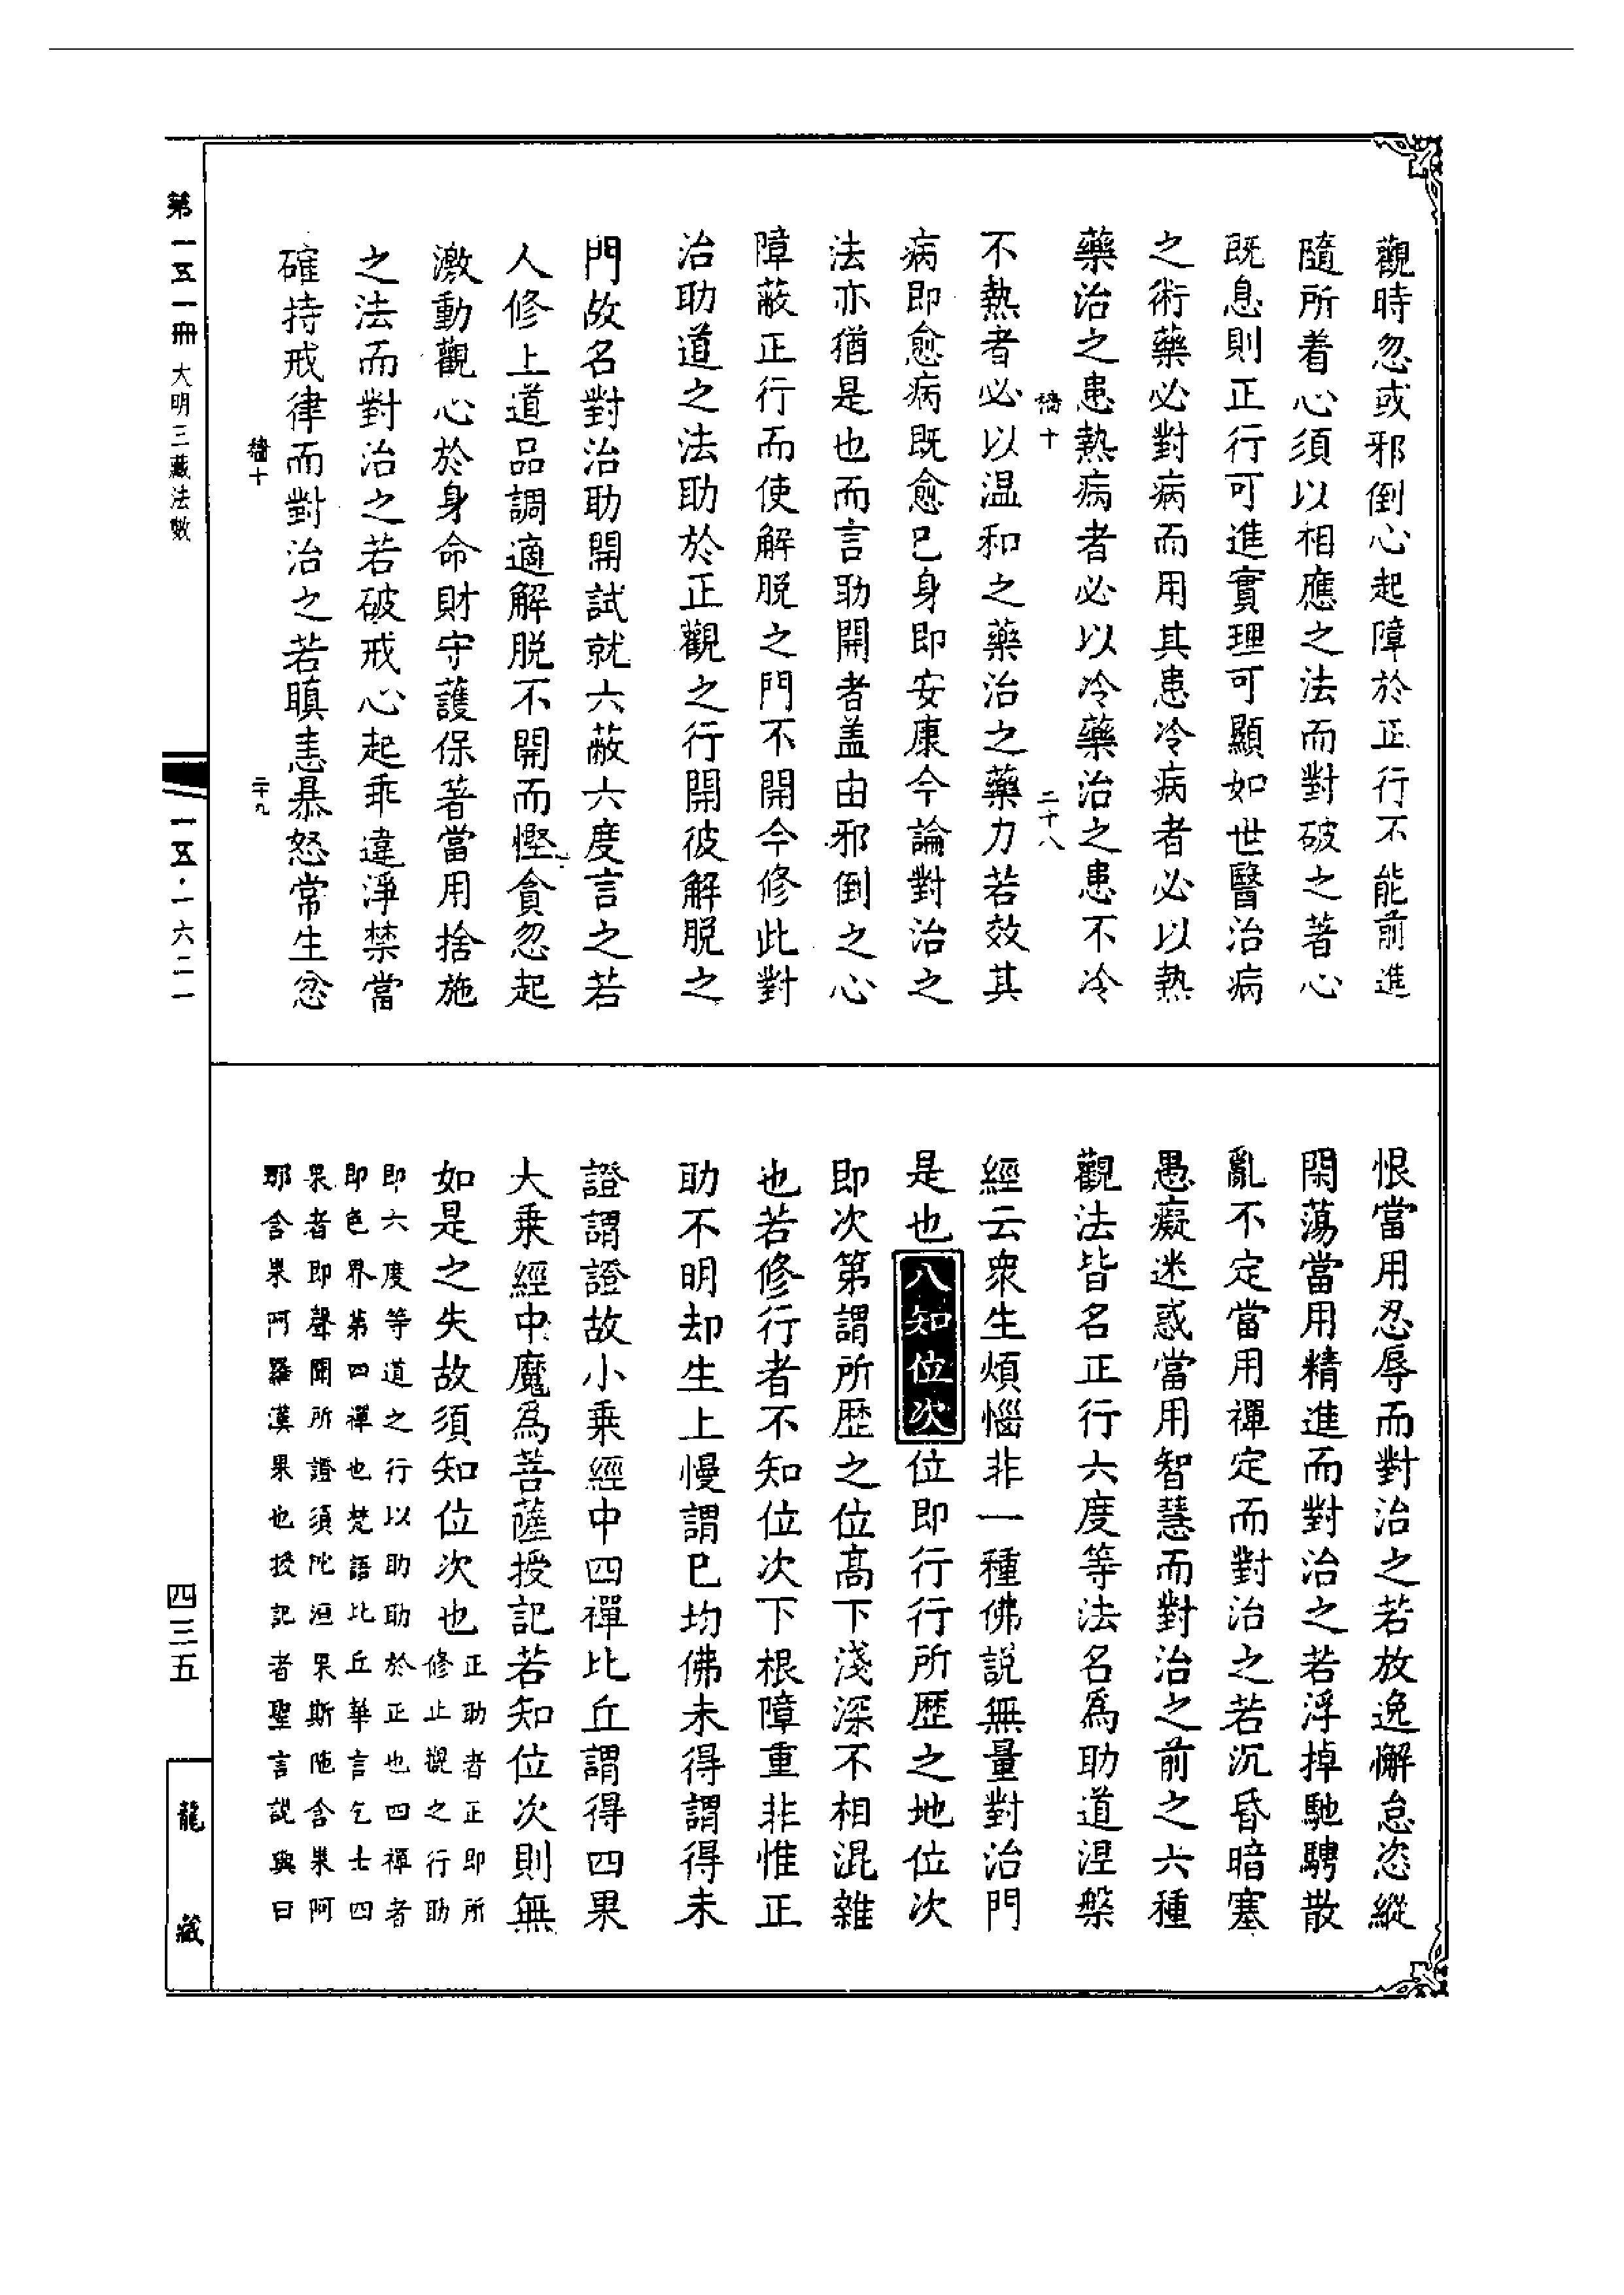 觀時忽或邪倒心起障於正行不能前進
隨所着心須以相應之法而對破之著心
既息則正行可進實理可顯如世醫治病
之術藥必對病而用其患冷病者必以熱
藥治之患熱病者必以冷藥治之患不冷
二十八
不熱者必以温和之藥治之藥力若效其
病即愈病既愈已身即安康今論對治之
法亦猶是也而言助開者盖由邪倒之心
障蔽正行而使解脱之門不開今修此對
治助道之法助於正觀之行開彼解脱之
門故名對治助開試就六蔽六度言之若
人修上道品調適解脱不開而慳貪忽起
激動觀心於身命財守護保著當用捨施
之法而對治之若破戒心起乖違淨禁當
確持戒律而對治之若瞋恚暴怒常生忿
二十九
恨當用忍辱而對治之若放逸懈怠恣縱
閑蕩當用精進而對治之若浮掉馳騁散
亂不定當用禪定而對治之若沉昏暗塞
愚癡迷惑當用智慧而對治之前之六種
觀法皆名正行六度等法名爲助道涅槃
經云衆生煩惱非一種佛説無量對治門
是也八知位次位即行行所歷之地位次
即次第謂所歷之位高下淺深不相混雜
也若修行者不知位次下根障重非惟正
助不明却生上慢謂已均佛未得謂得未
證謂證故小乘經中四禪比丘謂得四果
大乘經中魔爲菩薩授記若知位次則無
如是之失故須知位次也正助者正即所
修止觀之行助
即六度等道之行以助助於正也四禪者
即色界第四禪也梵語比丘華言乞士四
果者即聲聞所證須陀洹果斯陀含果阿
那含果阿羅漢果也授記者聖言説與曰
第一五一冊 大明三藏法數
一五·一六二一
四三五
龍藏